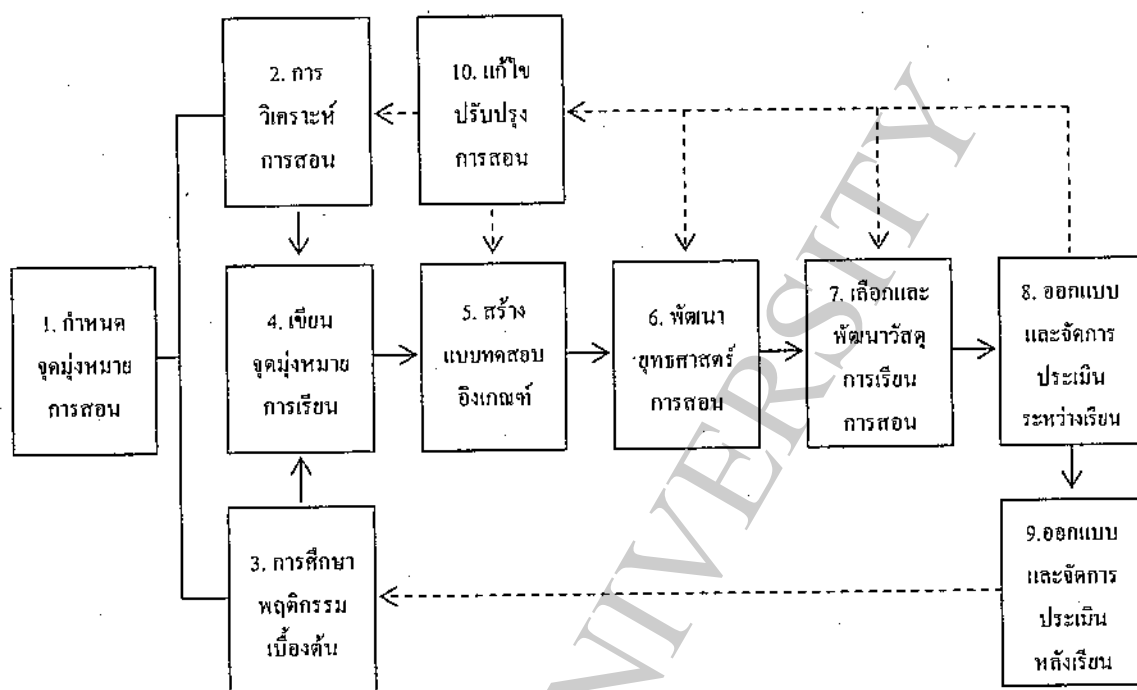 2. การ
วิเคราะห์
การสอน
10. แก้ไข
ปรับปรุง
การสอน
1. กำหนด
จุดมุ่งหมาย
การสอน
4. เขียน
จุดมุ่งหมาย
การเรียน
5. สร้าง
แบบทดสอบ
อิงเกณฑ์
6. พัฒนา
ยุทธศาสตร์
การสอน
7. เลือกและ
พัฒนาวัสดุ
การเรียน
การสอน
8. ออกแบบ
และจัดการ
ประเมิน
ระหว่างเรียน
3. การศึกษา
พฤติกรรม
เบื้องต้น
9.ออกแบบ
และจัดการ
ประเมิน
หลังเรียน
NIVERSITY